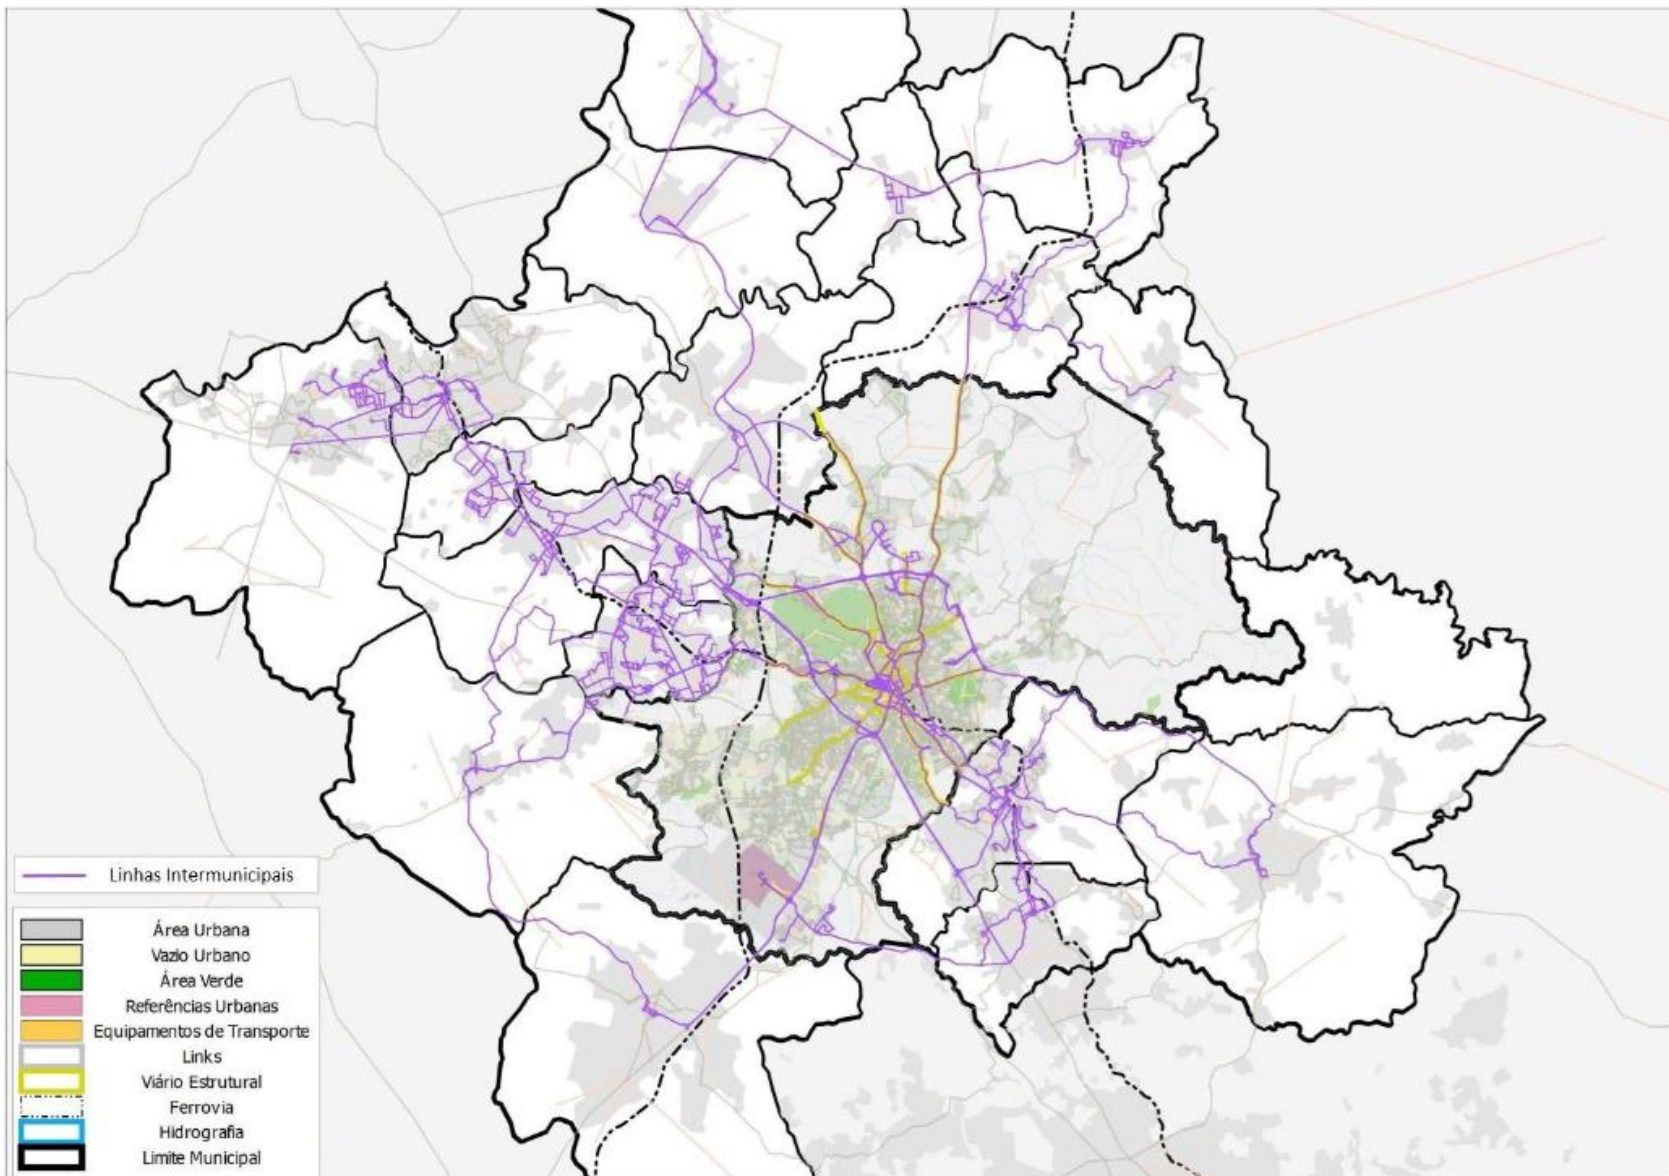 Linhas Intermunicipais
Área Urbana
Vazio Urbano
Área Verde
Referências Urbanas
Equipamentos de Transporte
Links
Viário Estrutural
Ferrovia
Hidrografia
Limite Municipal